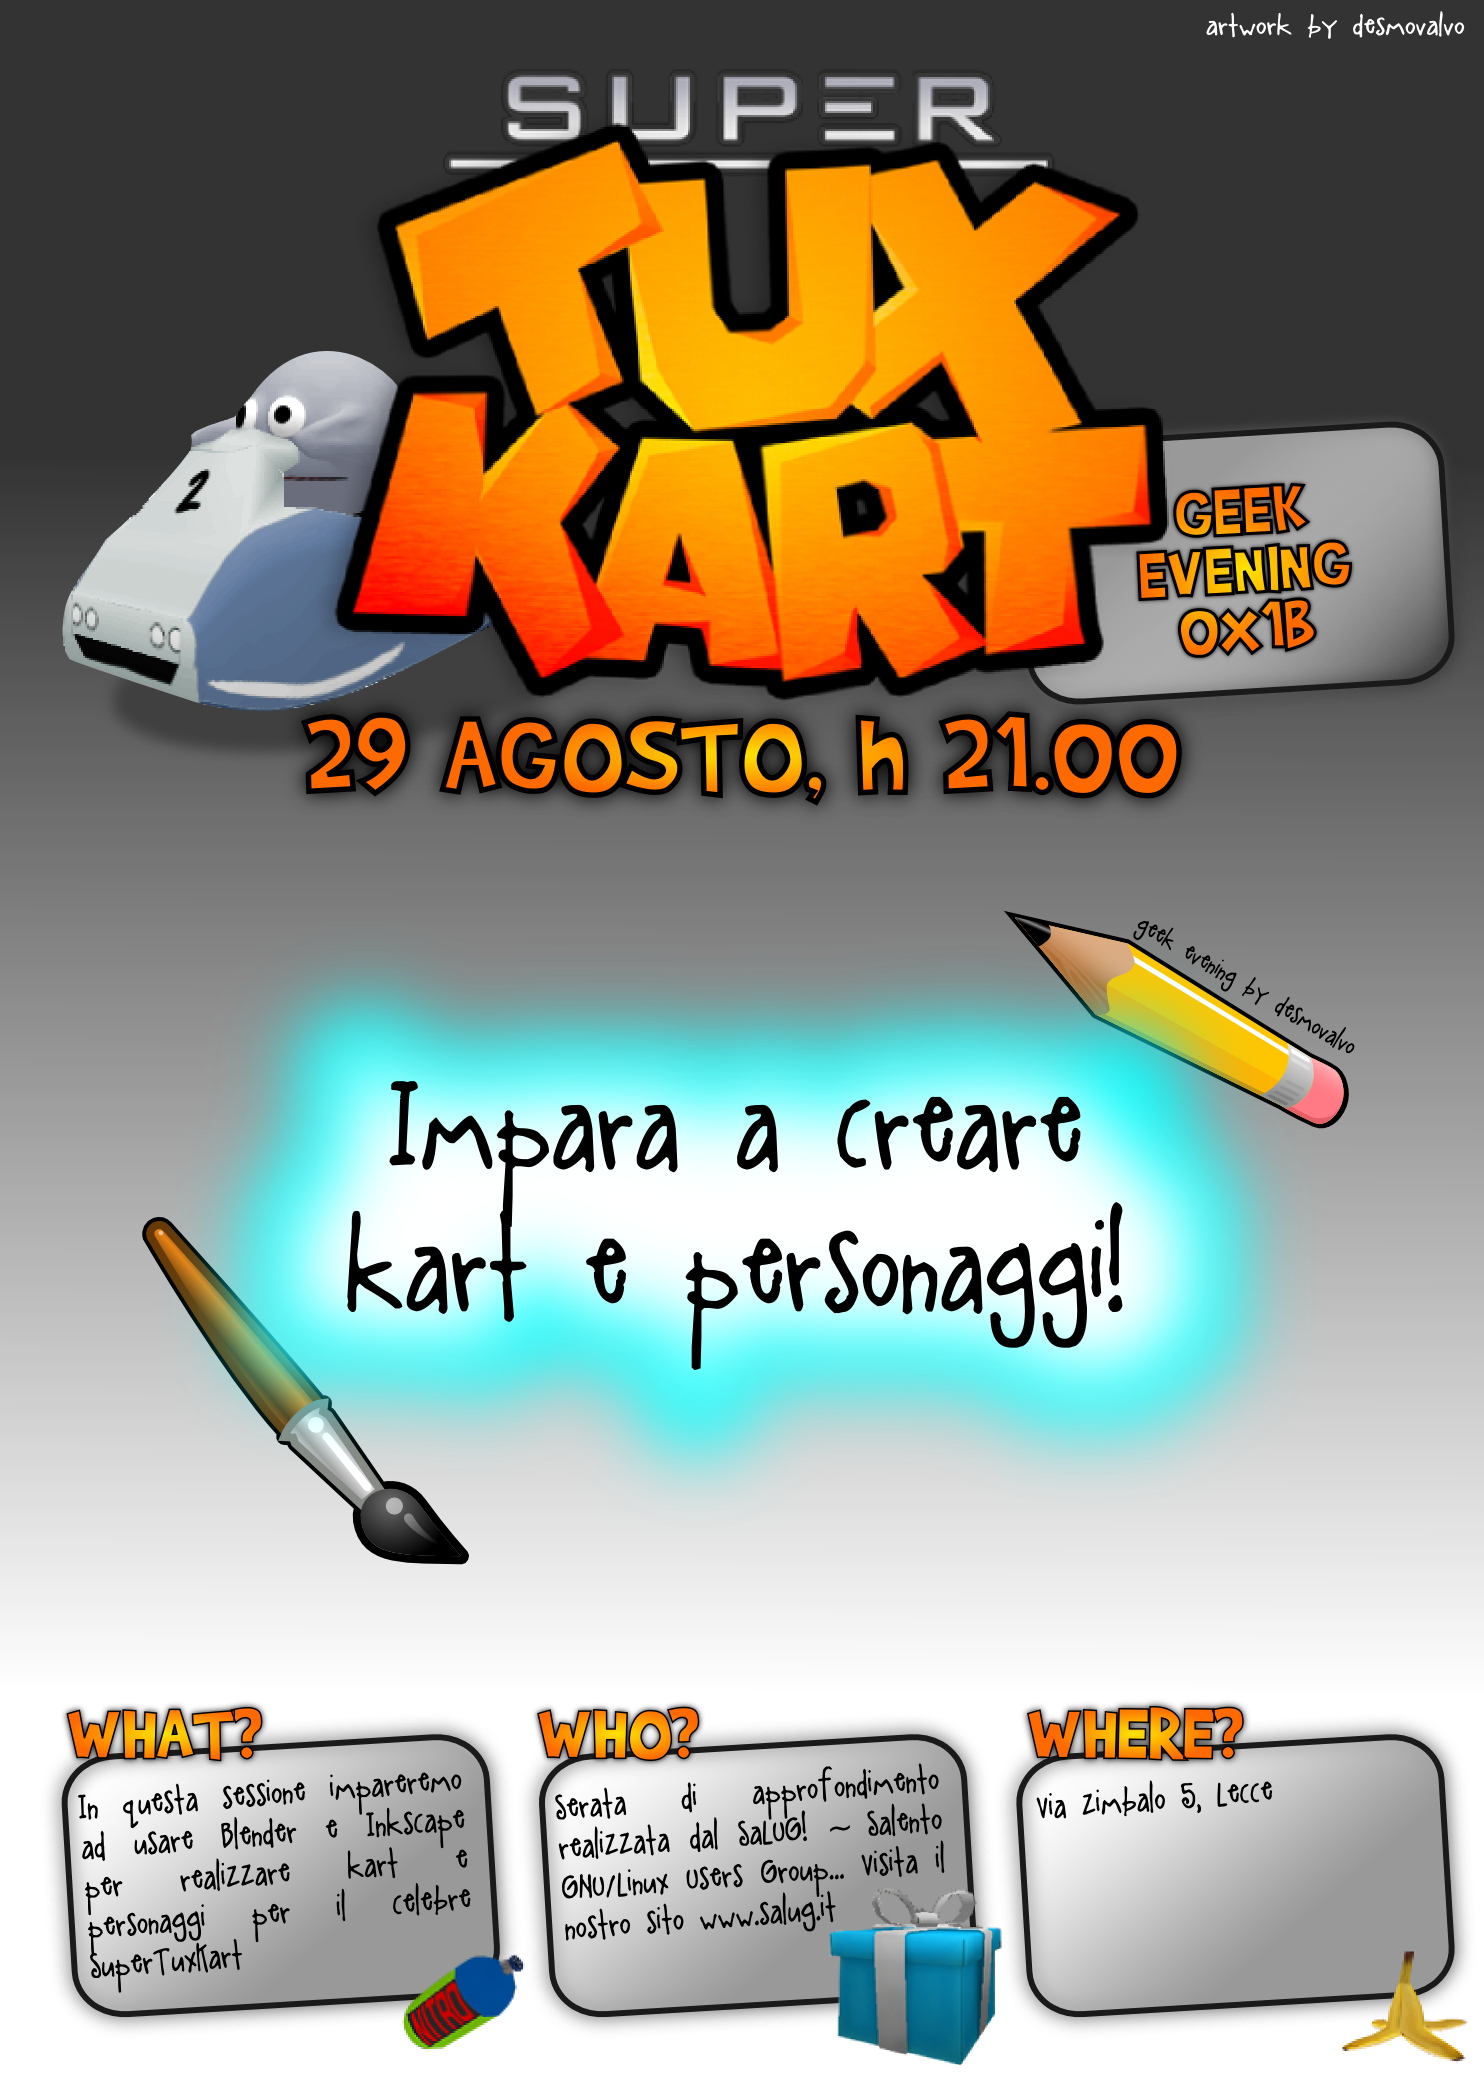 artwork by desmovalvo
SUPER
TUX
KART
2
GEEK
EVENING
0x1B
29 AGOSTO, h 21.00
geek evening by desmovalvo
Impara a creare
kart e personaggi!
WHAT?
In questa sessione impareremo
ad usare Blender e Inkscape
per realizzare kart e
personaggi per il celebre
SuperTuxKart
NITRO
WHO?
Serata di approfondimento
realizzata dal SaLUG! ~ Salento
GNU/Linux Users Group... visita il
nostro sito www.salug.it
WHERE?
Via Zimbalo 5, Lecce